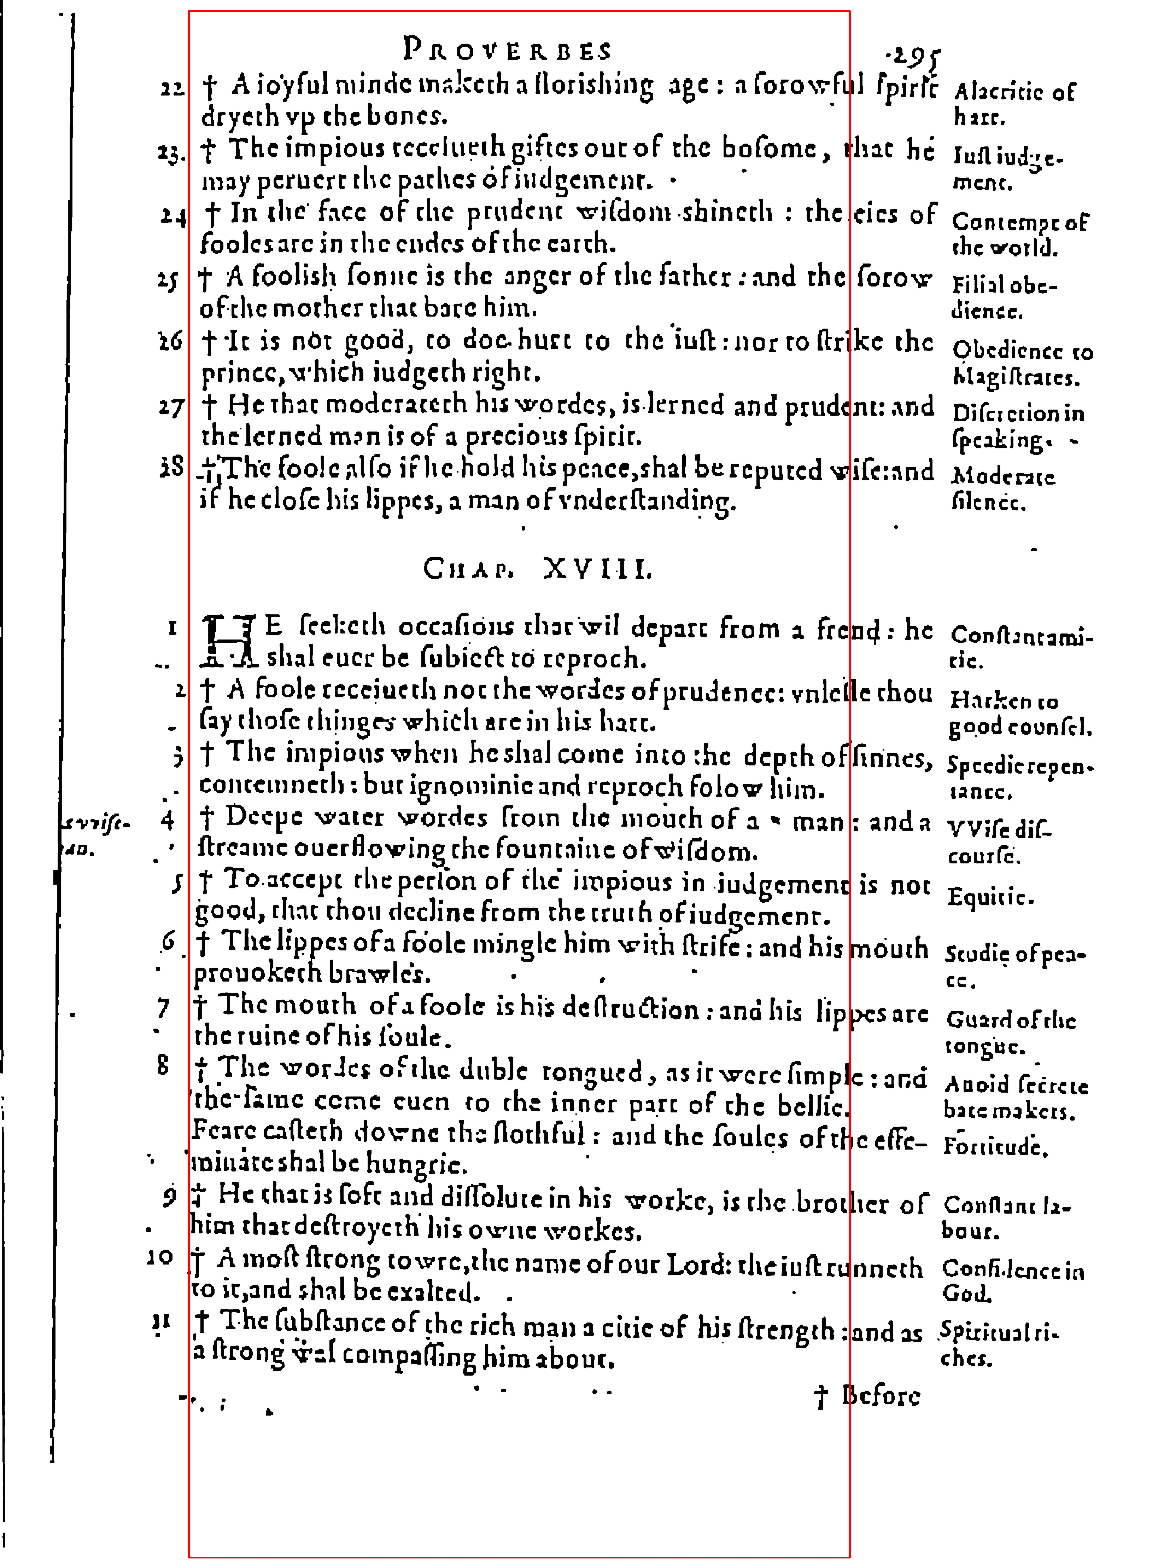 PROVERBES 295
22 † A ioyful minde maketh a florishing age : a ſorowful ſpirit
dryeth vp the bones.
Alacritie of
hart.
23. † The impious receiueth giftes out of the boſome, that he
may peruert the pathes of iudgement.
Iuſt iudge-
ment.
24 † In the face of the prudent wiſdom shineth : the eies of
fooles are in the endes of the earth.
Contempt of
the world.
25 † A foolish ſonne is the anger of the father : and the ſorow
of the mother that bare him.
Filial obe-
dience.
26 † It is not good, to doe hurt to the iuſt : nor to ſtrike the
prince, which iudgeth right.
Obedience to
Magiſtrates.
27 † He that moderateth his wordes, is lerned and prudent: and
the lerned man is of a precious ſpirit.
Diſcretion in
ſpeaking.
28 † The foole alſo if he hold his peace, shal be reputed wiſe: and
if he cloſe his lippes, a man of vnderſtanding.
Moderate
ſilence.
CHAP. XVIII.
1 HE ſeeketh occaſions that wil depart from a frend : he
shal euer be ſubiect to reproch.
Conſtant ami-
tie.
2 † A foole receiueth not the wordes of prudence: vnleſſe thou
ſay thoſe thinges which are in his hart.
Harken to
good counſel.
3 † The impious when he shal come into the depth of ſinnes,
contemneth : but ignominie and reproch folow him.
Speedie repen-
tance.
4 † Deepe water wordes from the mouth of a " man : and a
ſtreame ouerflowing the fountaine of wiſdom.
VViſe diſ-
courſe.
5 † To accept the perſon of the impious in iudgement is not
good, that thou decline from the truth of iudgement.
Equitie.
6 † The lippes of a foole mingle him with ſtrife : and his mouth
prouoketh brawles.
Studie of pea-
ce.
7 † The mouth of a foole is his deſtruction : and his lippes are
the ruine of his ſoule.
Guard of the
tongue.
8 † The wordes of the duble tongued, as it were ſimple : and
the ſame come euen to the inner part of the bellie.
Auoid ſecrete
bate makers.
Feare caſteth downe the ſlothful : and the ſoules of the effe-
minate shal be hungrie.
Fortitude.
9 † He that is ſoft and diſſolute in his worke, is the brother of
him that deſtroyeth his owne workes.
Conſtant la-
bour.
10 † A moſt ſtrong towre, the name of our Lord: the iuſt runneth
to it, and shal be exalted.
Confidence in
God.
11 † The ſubſtance of the rich man a citie of his ſtrength : and as
a ſtrong wal compaſſing him about.
Spiritual ri-
ches.
† Before